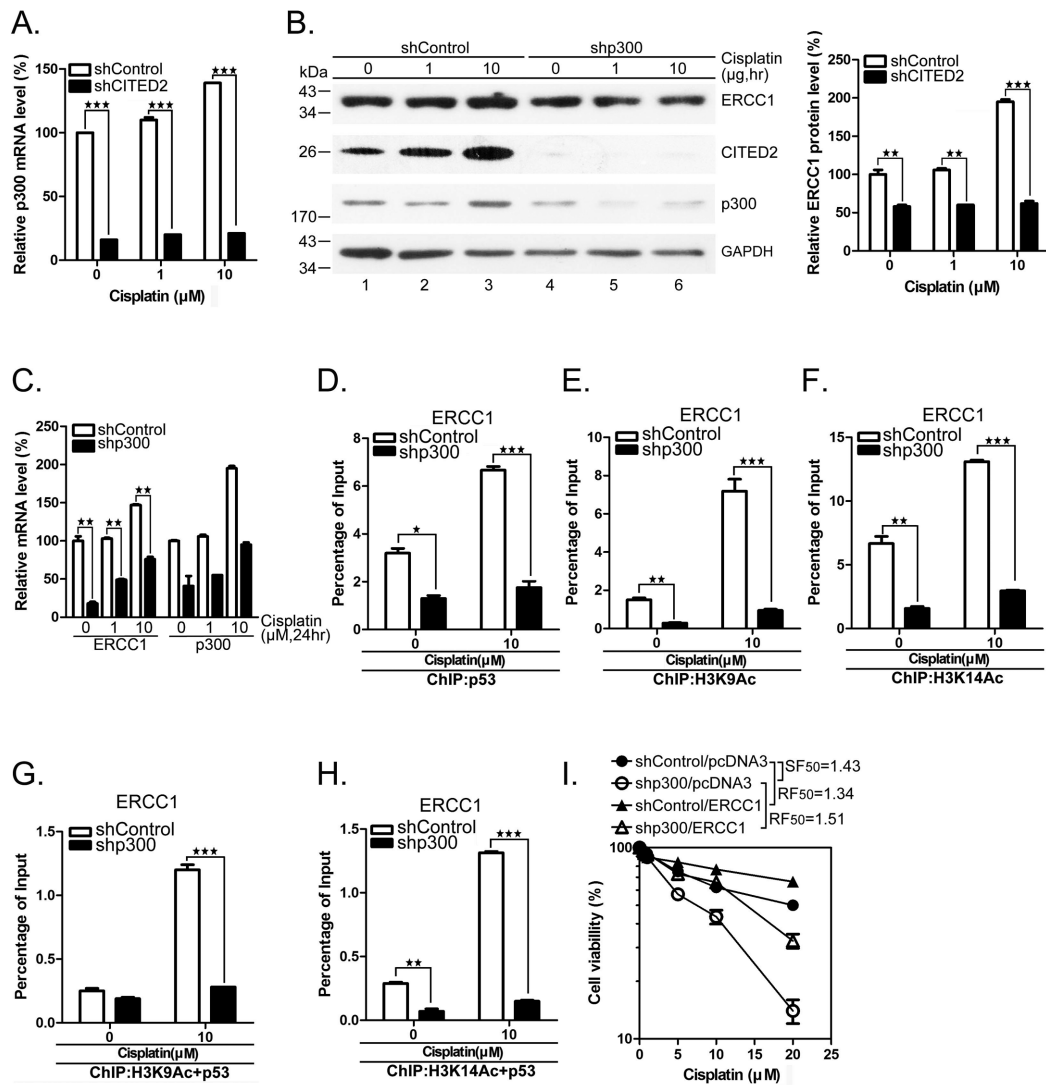 A.
Relative p300 mRNA level (%)
150
100
50
0
shControl
shCITED2
★★★
★★★
★★★
0 1 10
Cisplatin (μM)
B.
shControl shp300
Cisplatin
(μg,hr)
kDa
0 1 10 0 1 10
43
34
ERCC1
26
CITED2
170
p300
43
34
GAPDH
1 2 3 4 5 6
Relative ERCC1 protein level (%)
250
200
150
100
50
0
shControl
shCITED2
★★
★★
★★★
0 1 10
Cisplatin (μM)
C.
Relative mRNA level (%)
250
200
150
100
50
0
shControl
shp300
★★
★★
★★
0 1 10 0 1 10
Cisplatin
(μM,24hr)
ERCC1 p300
D.
ERCC1
Percentage of Input
8
6
4
2
0
shControl
shp300
★
★★★
0 10
Cisplatin(μM)
ChIP:p53
E.
ERCC1
Percentage of Input
10
8
6
4
2
0
shControl
shp300
★★
★★★
0 10
Cisplatin(μM)
ChIP:H3K9Ac
F.
ERCC1
Percentage of Input
15
10
5
0
shControl
shp300
★★
★★★
0 10
Cisplatin(μM)
ChIP:H3K14Ac
G.
ERCC1
Percentage of Input
1.5
1.0
0.5
0.0
shControl
shp300
★★★
0 10
Cisplatin(μM)
ChIP:H3K9Ac+p53
H.
ERCC1
Percentage of Input
1.5
1.0
0.5
0.0
shControl
shp300
★★
★★★
0 10
Cisplatin(μM)
ChIP:H3K14Ac+p53
I.
shControl/pcDNA3
shp300/pcDNA3
shControl/ERCC1
shp300/ERCC1
SF50=1.43
RF50=1.34
RF50=1.51
Cell viabillity (%)
100
10
0 5 10 15 20 25
Cisplatin (μM)